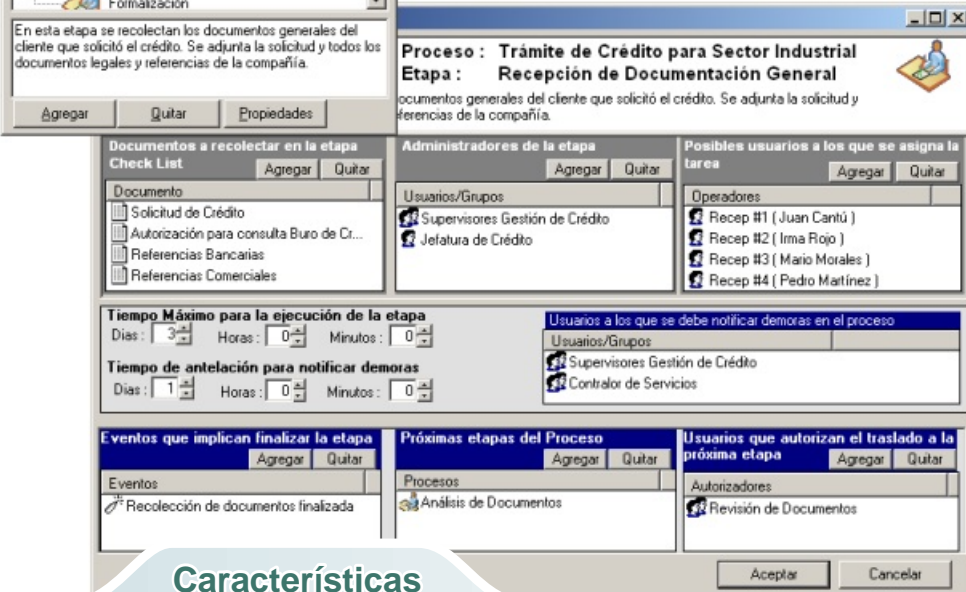 Formalización
En esta etapa se recolectan los documentos generales del
cliente que solicitó el crédito. Se adjunta la solicitud y todos los
documentos legales y referencias de la compañía.
Agregar Quitar Propiedades
Proceso : Trámite de Crédito para Sector Industrial
Etapa : Recepción de Documentación General
ocumentos generales del cliente que solicitó el crédito. Se adjunta la solicitud y
ferencias de la compañía.
Documentos a recolectar en la etapa
Check List
Agregar Quitar
Documento
Solicitud de Crédito
Autorización para consulta Buro de Cr...
Referencias Bancarias
Referencias Comerciales
Administradores de la etapa
Agregar Quitar
Usuarios/Grupos
Supervisores Gestión de Crédito
Jefatura de Crédito
Posibles usuarios a los que se asigna la
tarea
Agregar Quitar
Operadores
Recep #1 ( Juan Cantú )
Recep #2 ( Irma Rojo )
Recep #3 ( Mario Morales )
Recep #4 ( Pedro Martínez )
Tiempo Máximo para la ejecución de la etapa
Dias : 3 Horas : 0 Minutos : 0
Tiempo de antelación para notificar demoras
Dias : 1 Horas : 0 Minutos : 0
Usuarios a los que se debe notificar demoras en el proceso
Usuarios/Grupos
Supervisores Gestión de Crédito
Contralor de Servicios
Eventos que implican finalizar la etapa
Agregar Quitar
Eventos
Recolección de documentos finalizada
Próximas etapas del Proceso
Agregar Quitar
Procesos
Análisis de Documentos
Usuarios que autorizan el traslado a la
próxima etapa
Agregar Quitar
Autorizadores
Revisión de Documentos
Características
Aceptar Cancelar